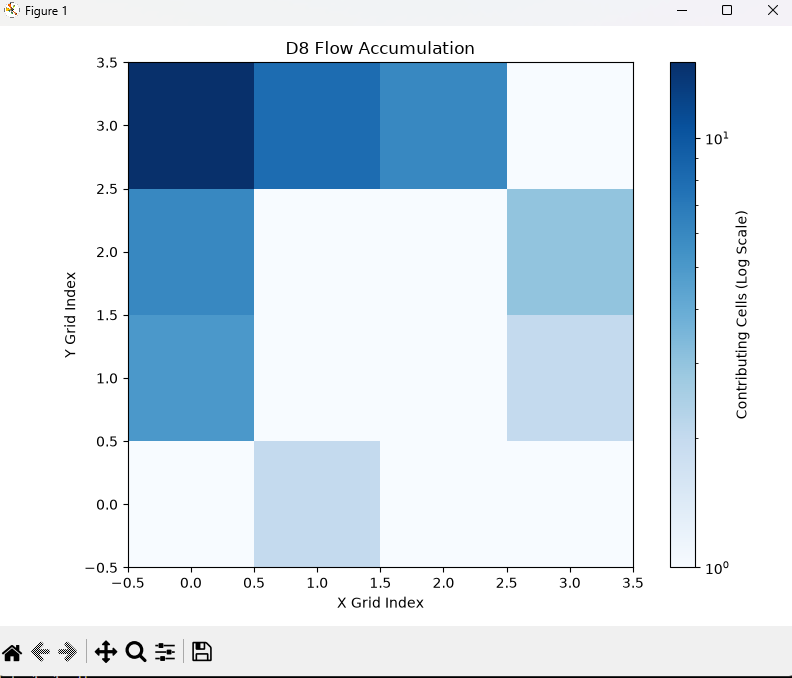 Figure 1
D8 Flow Accumulation
3.5
3.0
2.5
2.0
1.5
1.0
0.5
0.0
−0.5
Y Grid Index
−0.5 0.0 0.5 1.0 1.5 2.0 2.5 3.0 3.5
X Grid Index
10¹
10⁰
Contributing Cells (Log Scale)